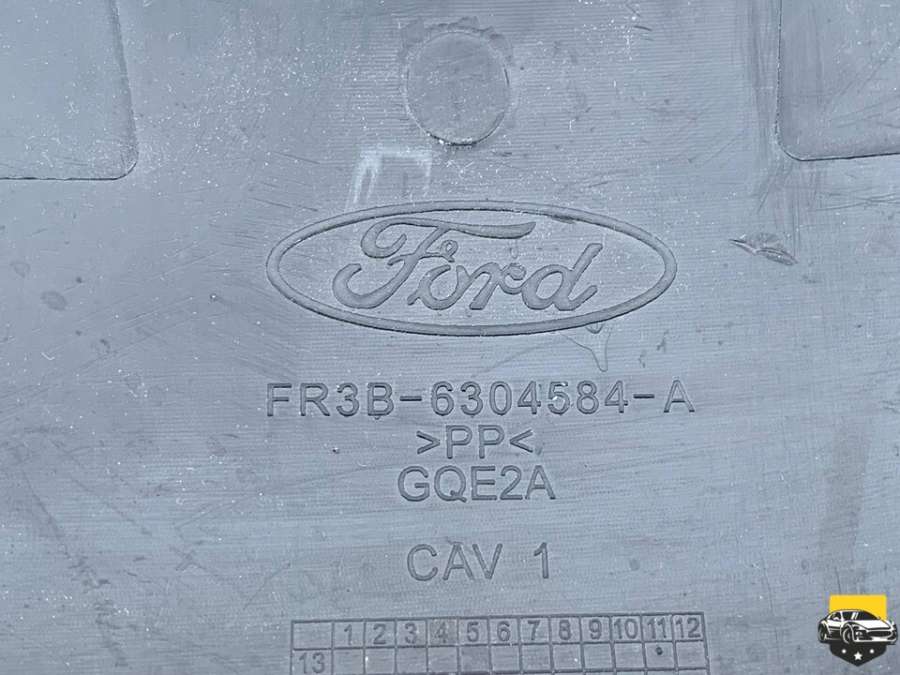 Ford
FR3B-6304584-A
>PP<
GQE2A
CAV 1
1 2 3 4 5 6 7 8 9 10 11 12
13